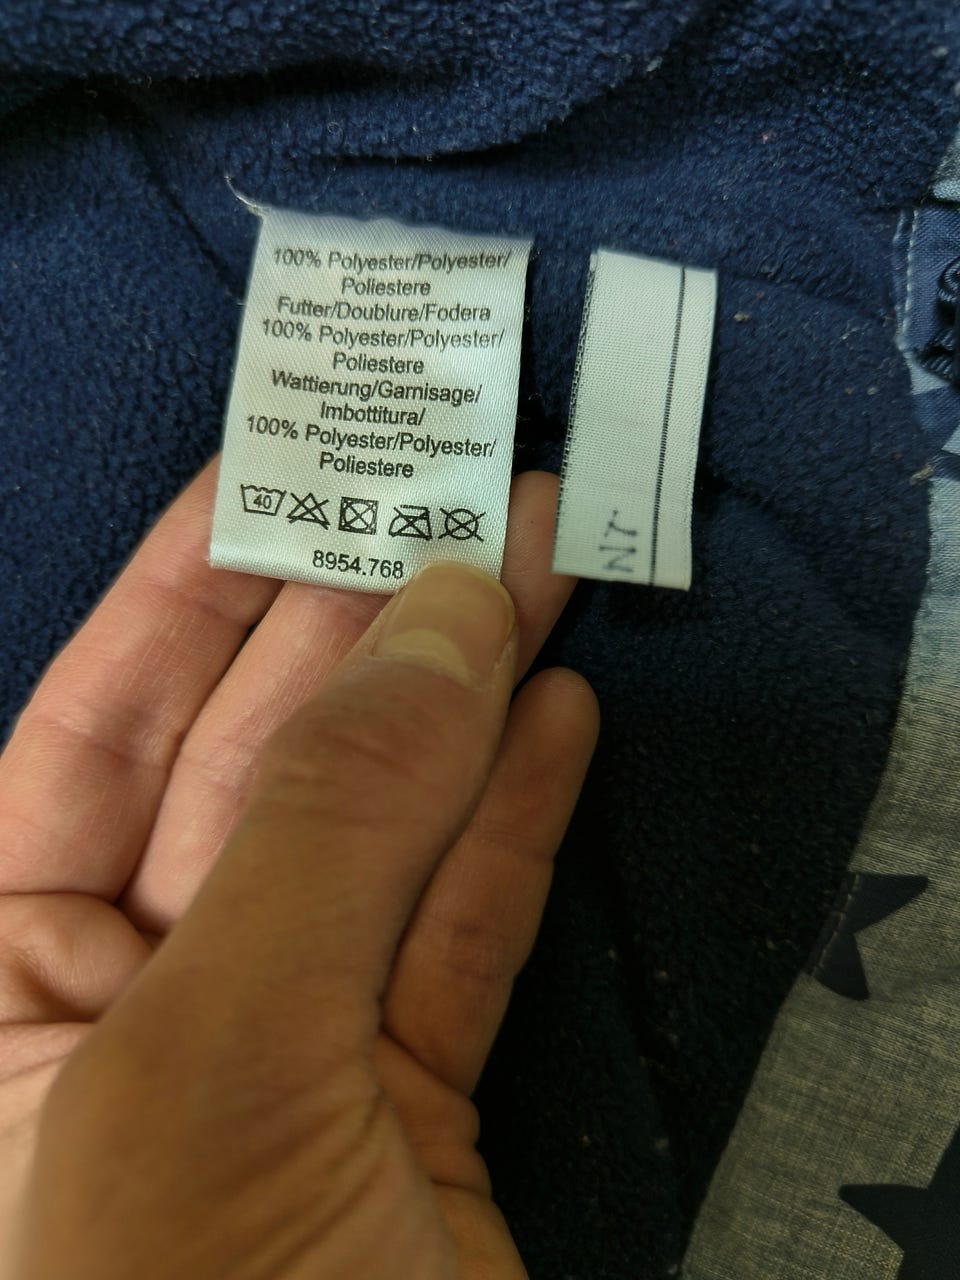 100% Polyester/Polyester/
Poliestere
Futter/Doublure/Fodera
100% Polyester/Polyester/
Poliestere
Wattierung/Garnisage/
Imbottitura/
100% Polyester/Polyester/
Poliestere
40
8954.768